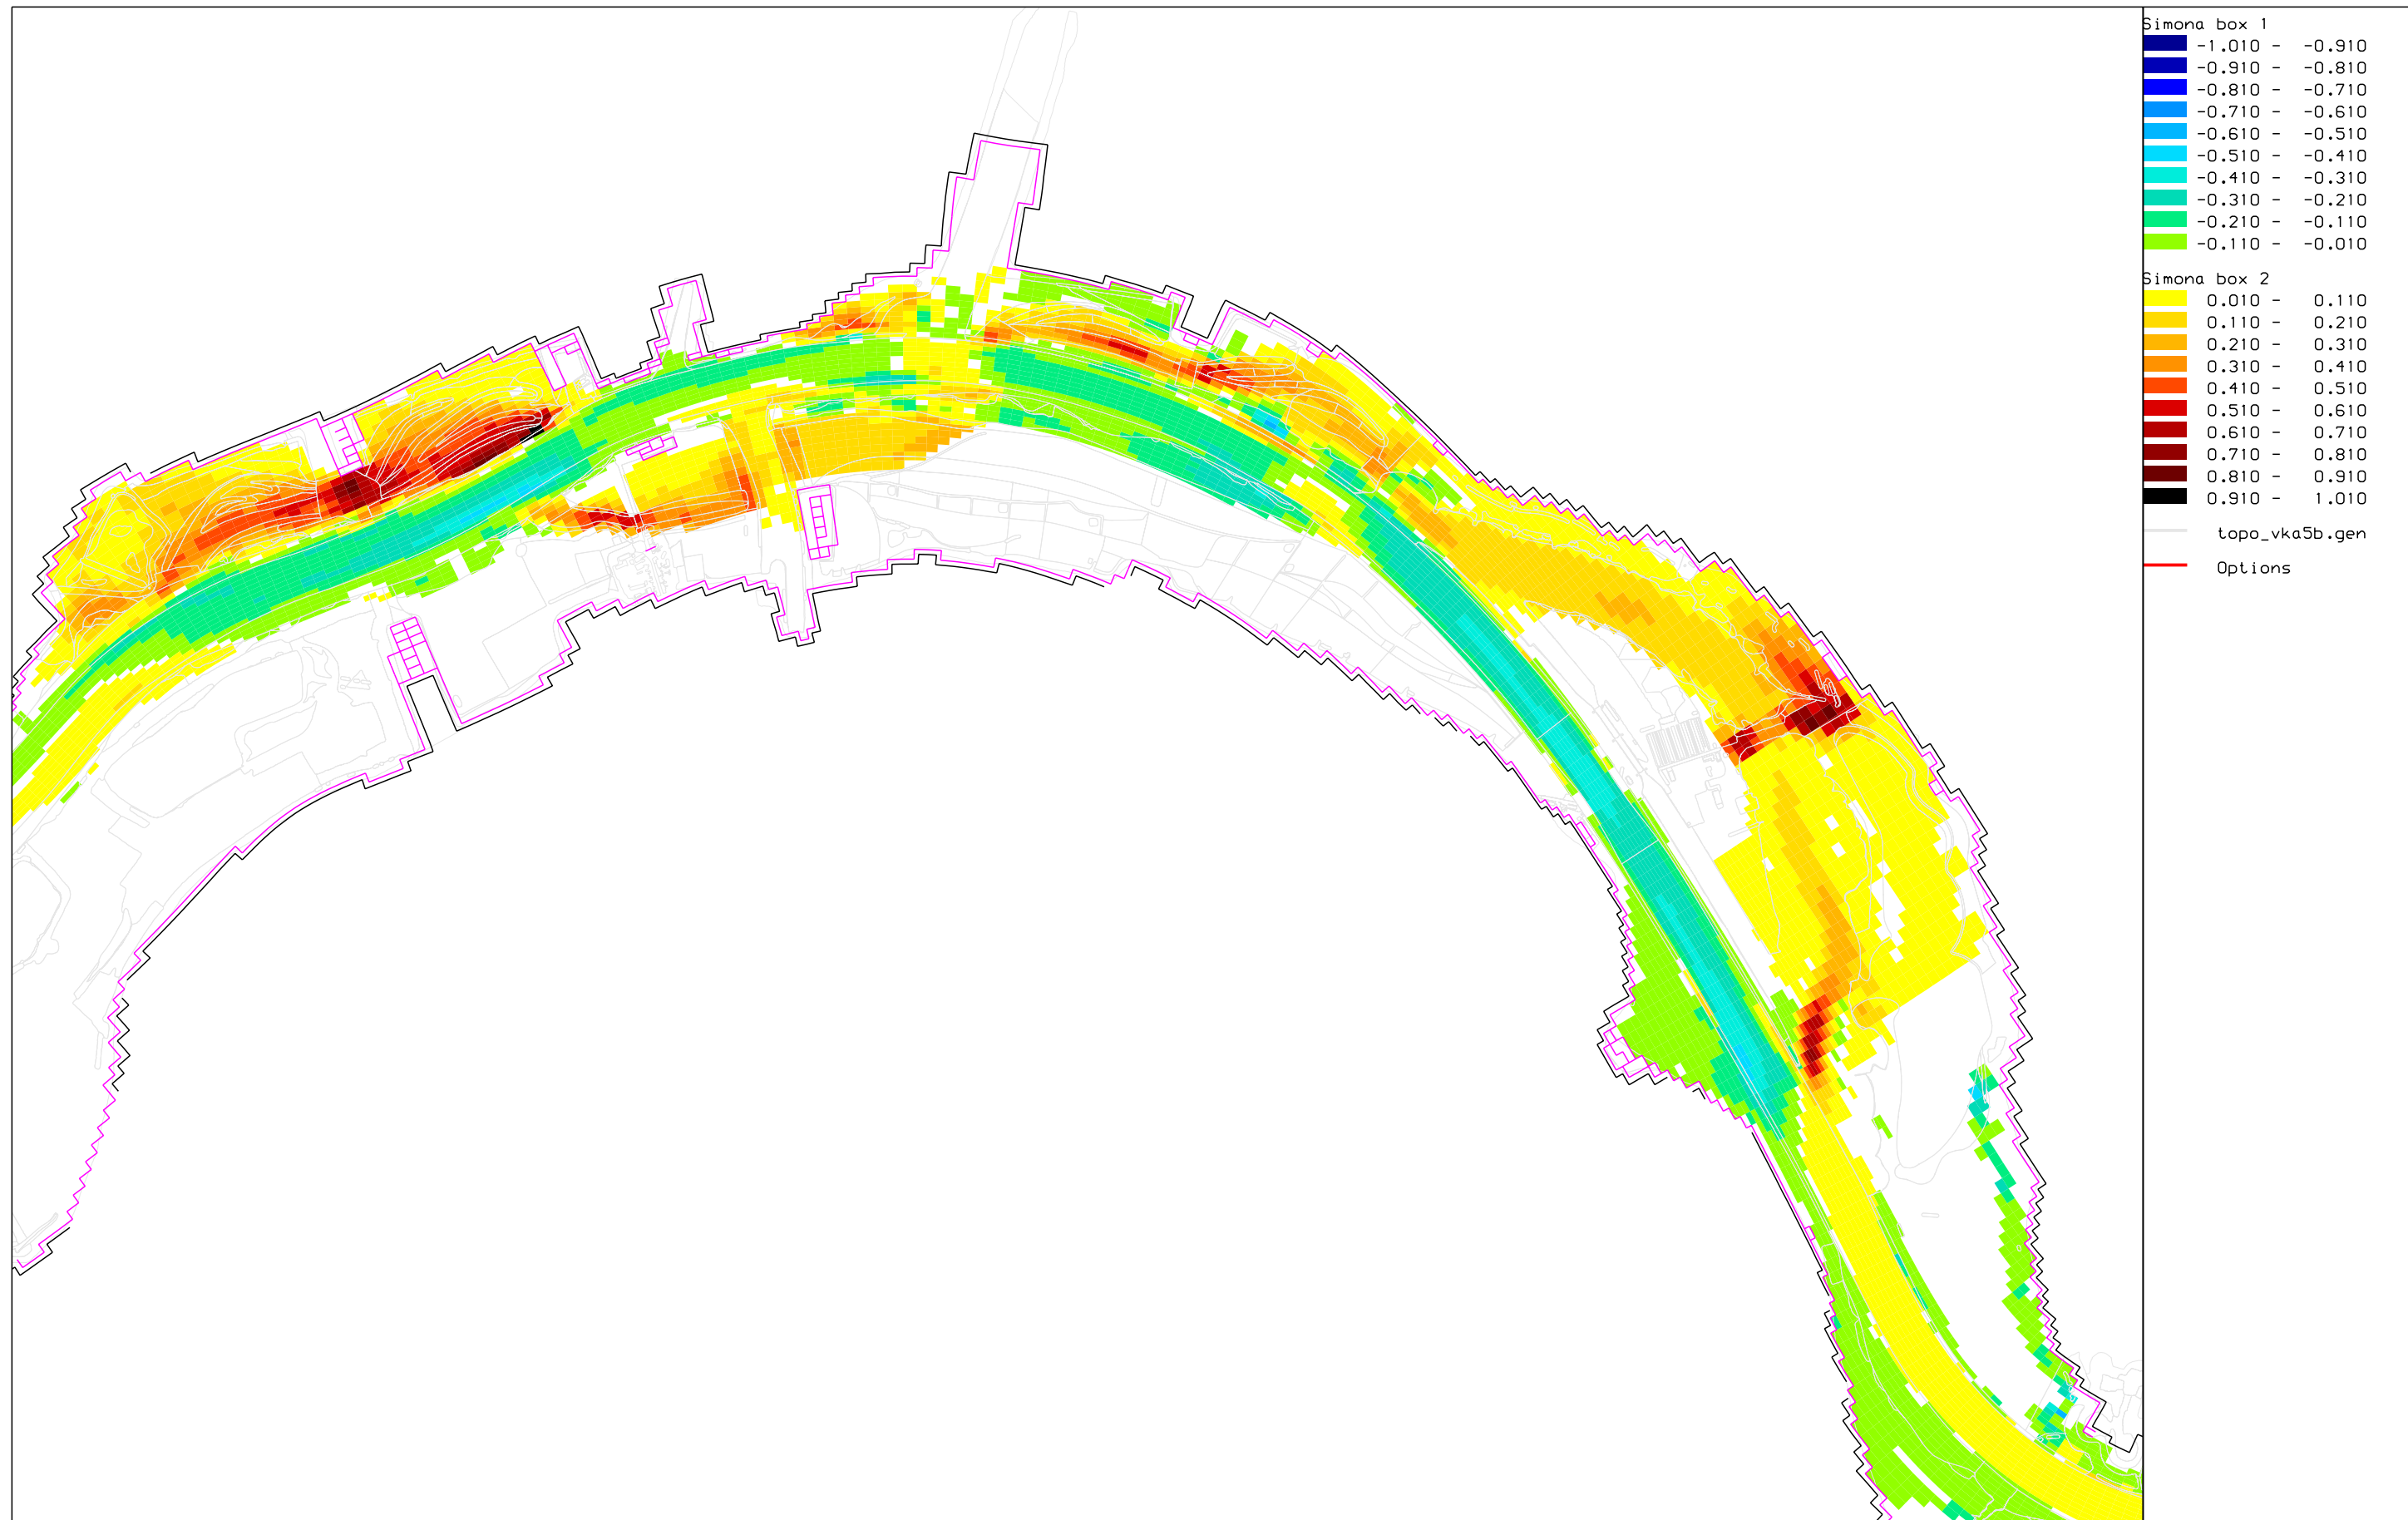 Simona box 1
-1.010 - -0.910
-0.910 - -0.810
-0.810 - -0.710
-0.710 - -0.610
-0.610 - -0.510
-0.510 - -0.410
-0.410 - -0.310
-0.310 - -0.210
-0.210 - -0.110
-0.110 - -0.010
Simona box 2
0.010 - 0.110
0.110 - 0.210
0.210 - 0.310
0.310 - 0.410
0.410 - 0.510
0.510 - 0.610
0.610 - 0.710
0.710 - 0.810
0.810 - 0.910
0.910 - 1.010
topo_vka5b.gen
Options